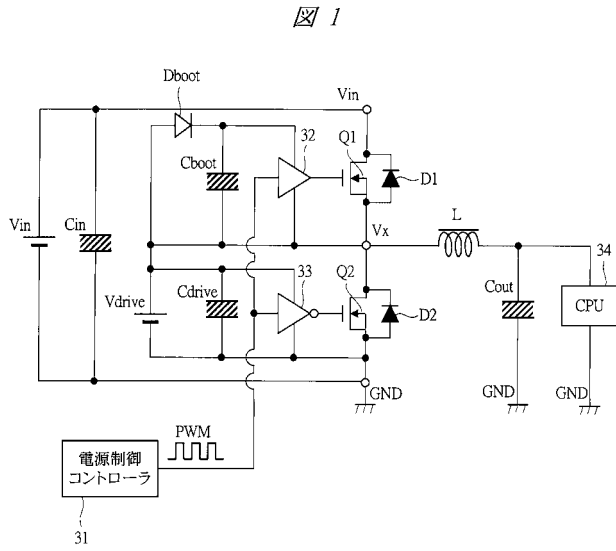 図 1
Dboot
Vin
32
Q1
Cboot
D1
Vin
Cin
Vx
L
34
33
Q2
Cdrive
Vdrive
Cout
CPU
D2
GND
GND
GND
PWM
電源制御
コントローラ
31